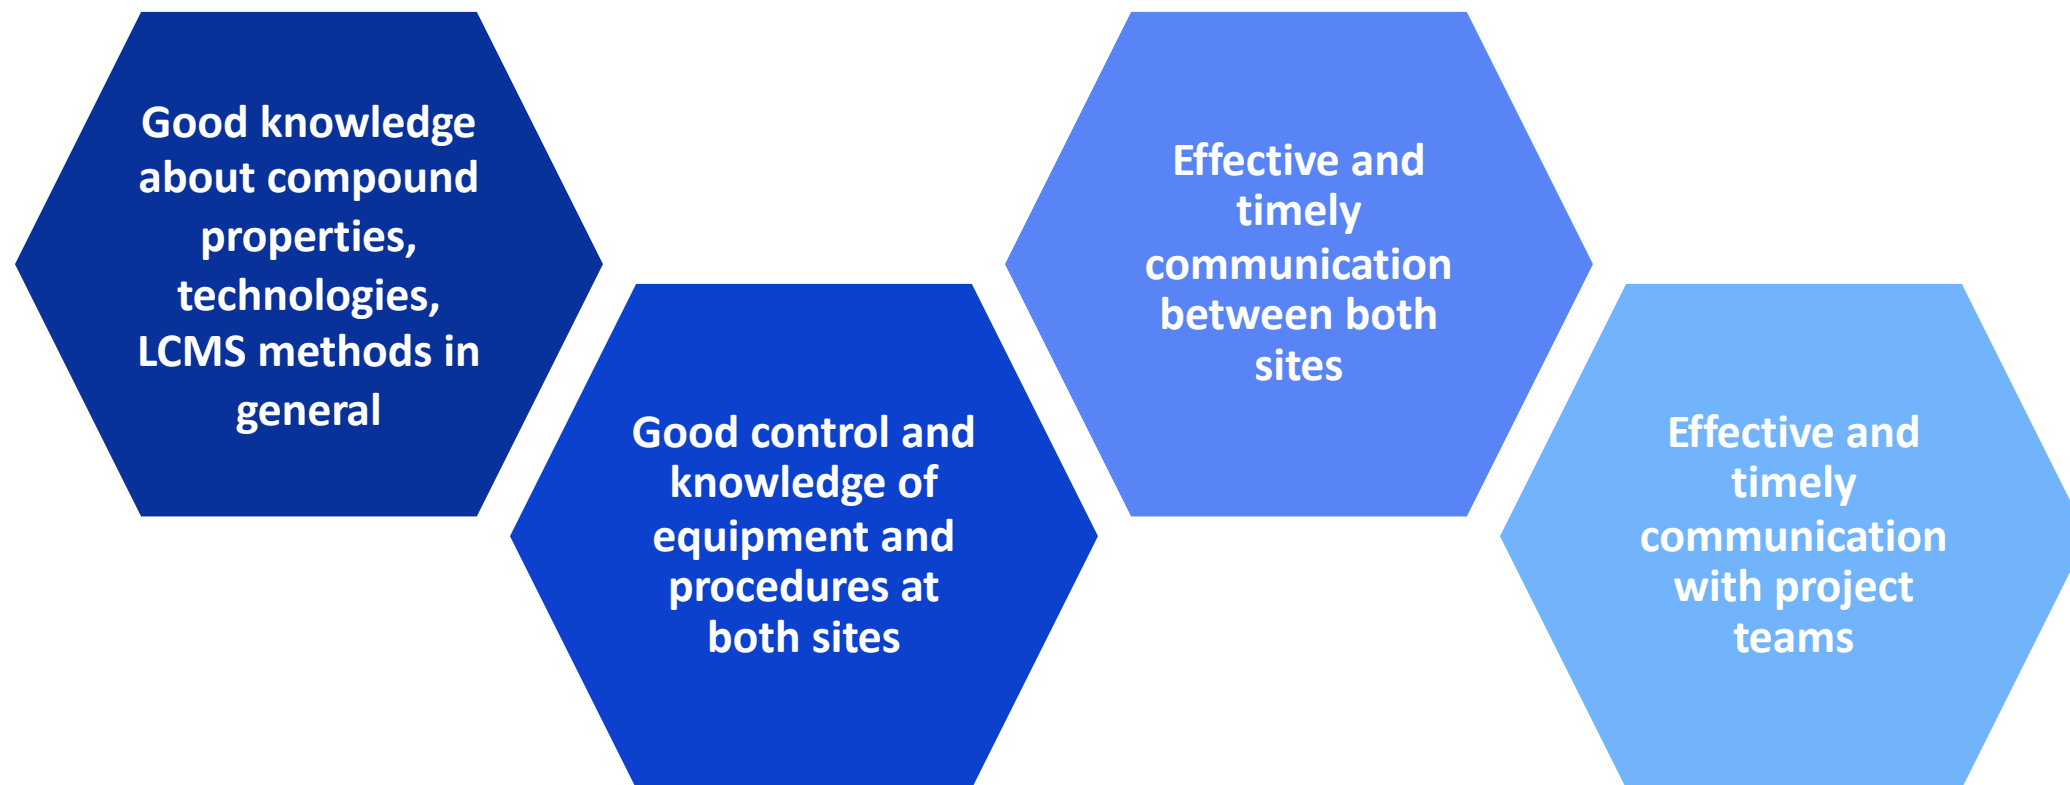 Good knowledge
about compound
properties,
technologies,
LCMS methods in
general
Good control and
knowledge of
equipment and
procedures at
both sites
Effective and
timely
communication
between both
sites
Effective and
timely
communication
with project
teams